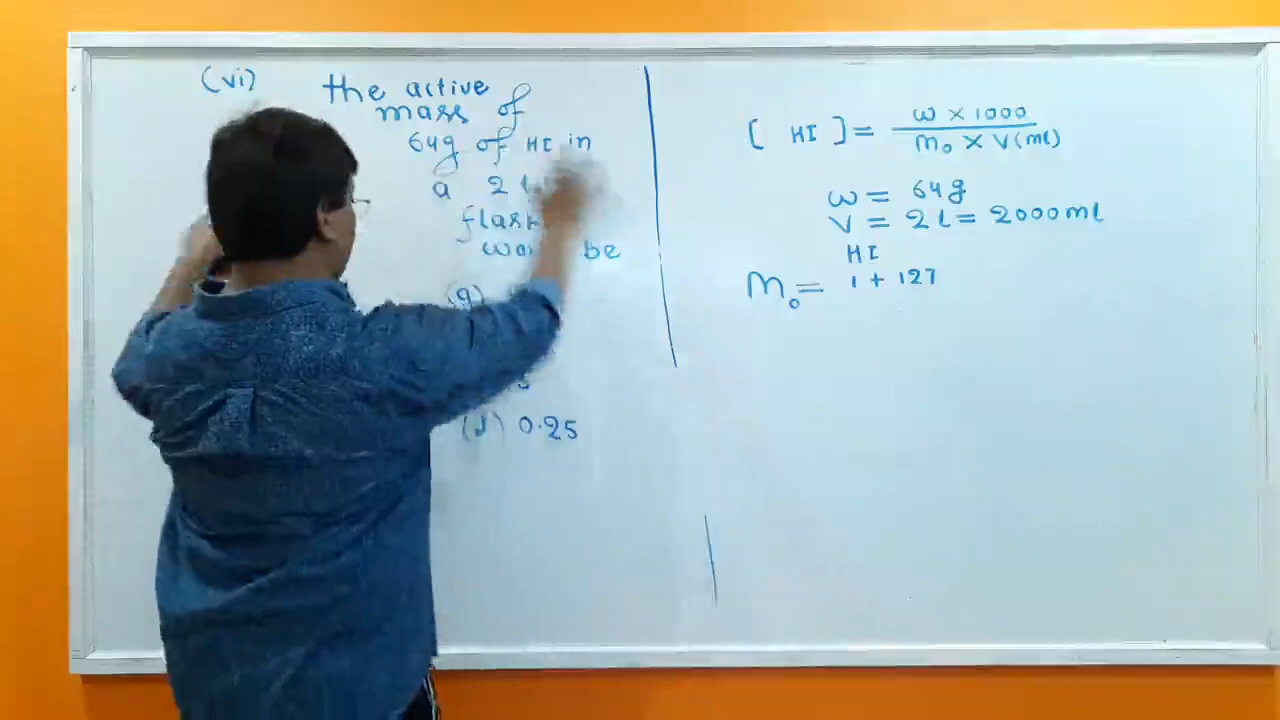 (vi) the active
mass of
64g of HI in
a 2
flask
be
[ HI ] = w × 1000
m₀ × V(ml)
w = 64g
V = 2l = 2000ml
HI
M₀ = 1 + 127
(d) 0.25